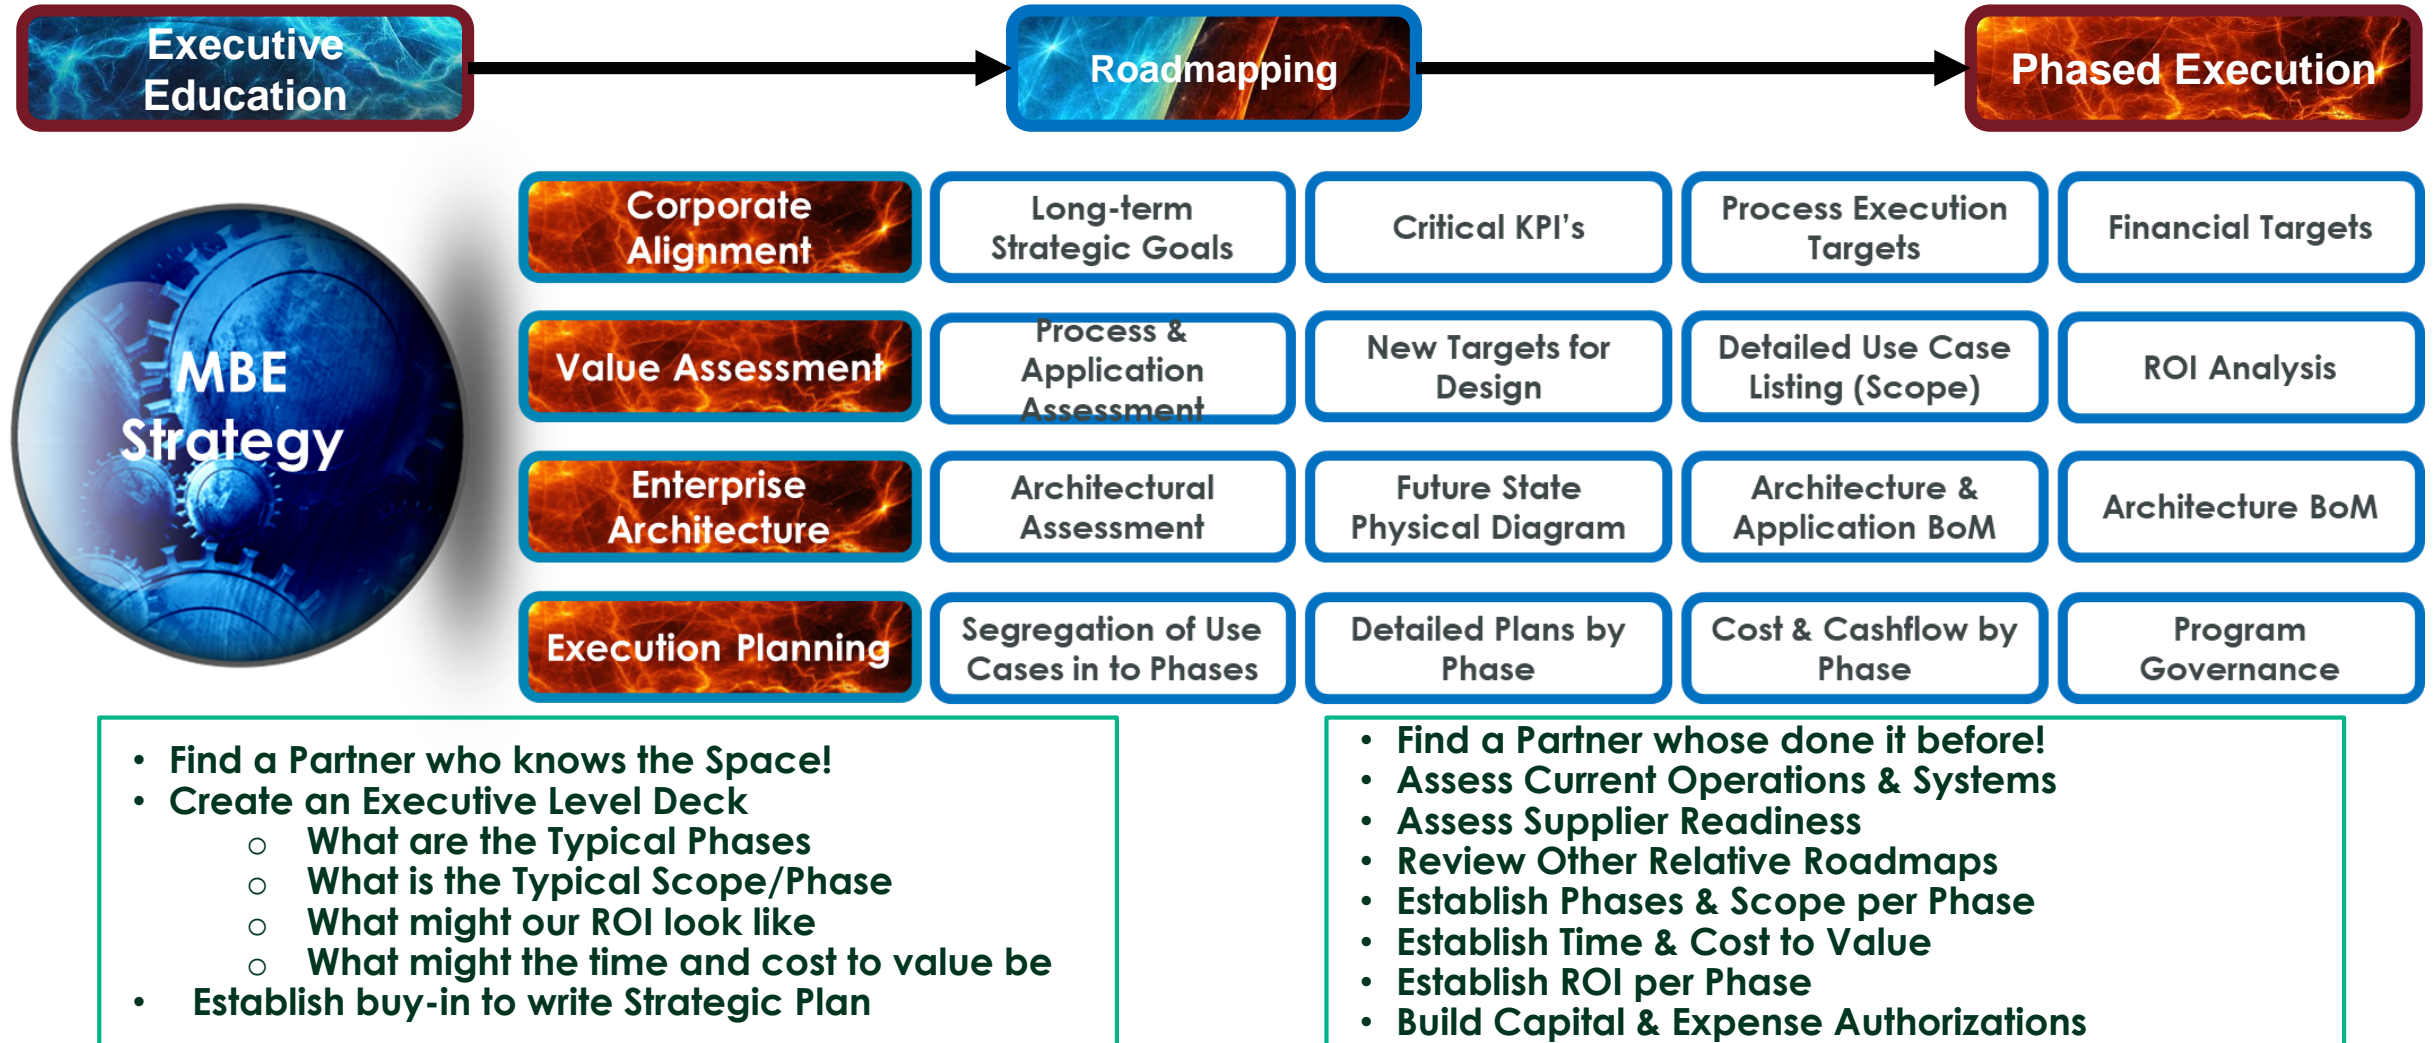 Executive
Education
Roadmapping
Phased Execution
MBE
Strategy
Corporate
Alignment
Long-term
Strategic Goals
Critical KPI's
Process Execution
Targets
Financial Targets
Value Assessment
Process &
Application
Assessment
New Targets for
Design
Detailed Use Case
Listing (Scope)
ROI Analysis
Enterprise
Architecture
Architectural
Assessment
Future State
Physical Diagram
Architecture &
Application BoM
Architecture BoM
Execution Planning
Segregation of Use
Cases in to Phases
Detailed Plans by
Phase
Cost & Cashflow by
Phase
Program
Governance
• Find a Partner who knows the Space!
• Create an Executive Level Deck
o What are the Typical Phases
o What is the Typical Scope/Phase
o What might our ROI look like
o What might the time and cost to value be
• Establish buy-in to write Strategic Plan
• Find a Partner whose done it before!
• Assess Current Operations & Systems
• Assess Supplier Readiness
• Review Other Relative Roadmaps
• Establish Phases & Scope per Phase
• Establish Time & Cost to Value
• Establish ROI per Phase
• Build Capital & Expense Authorizations